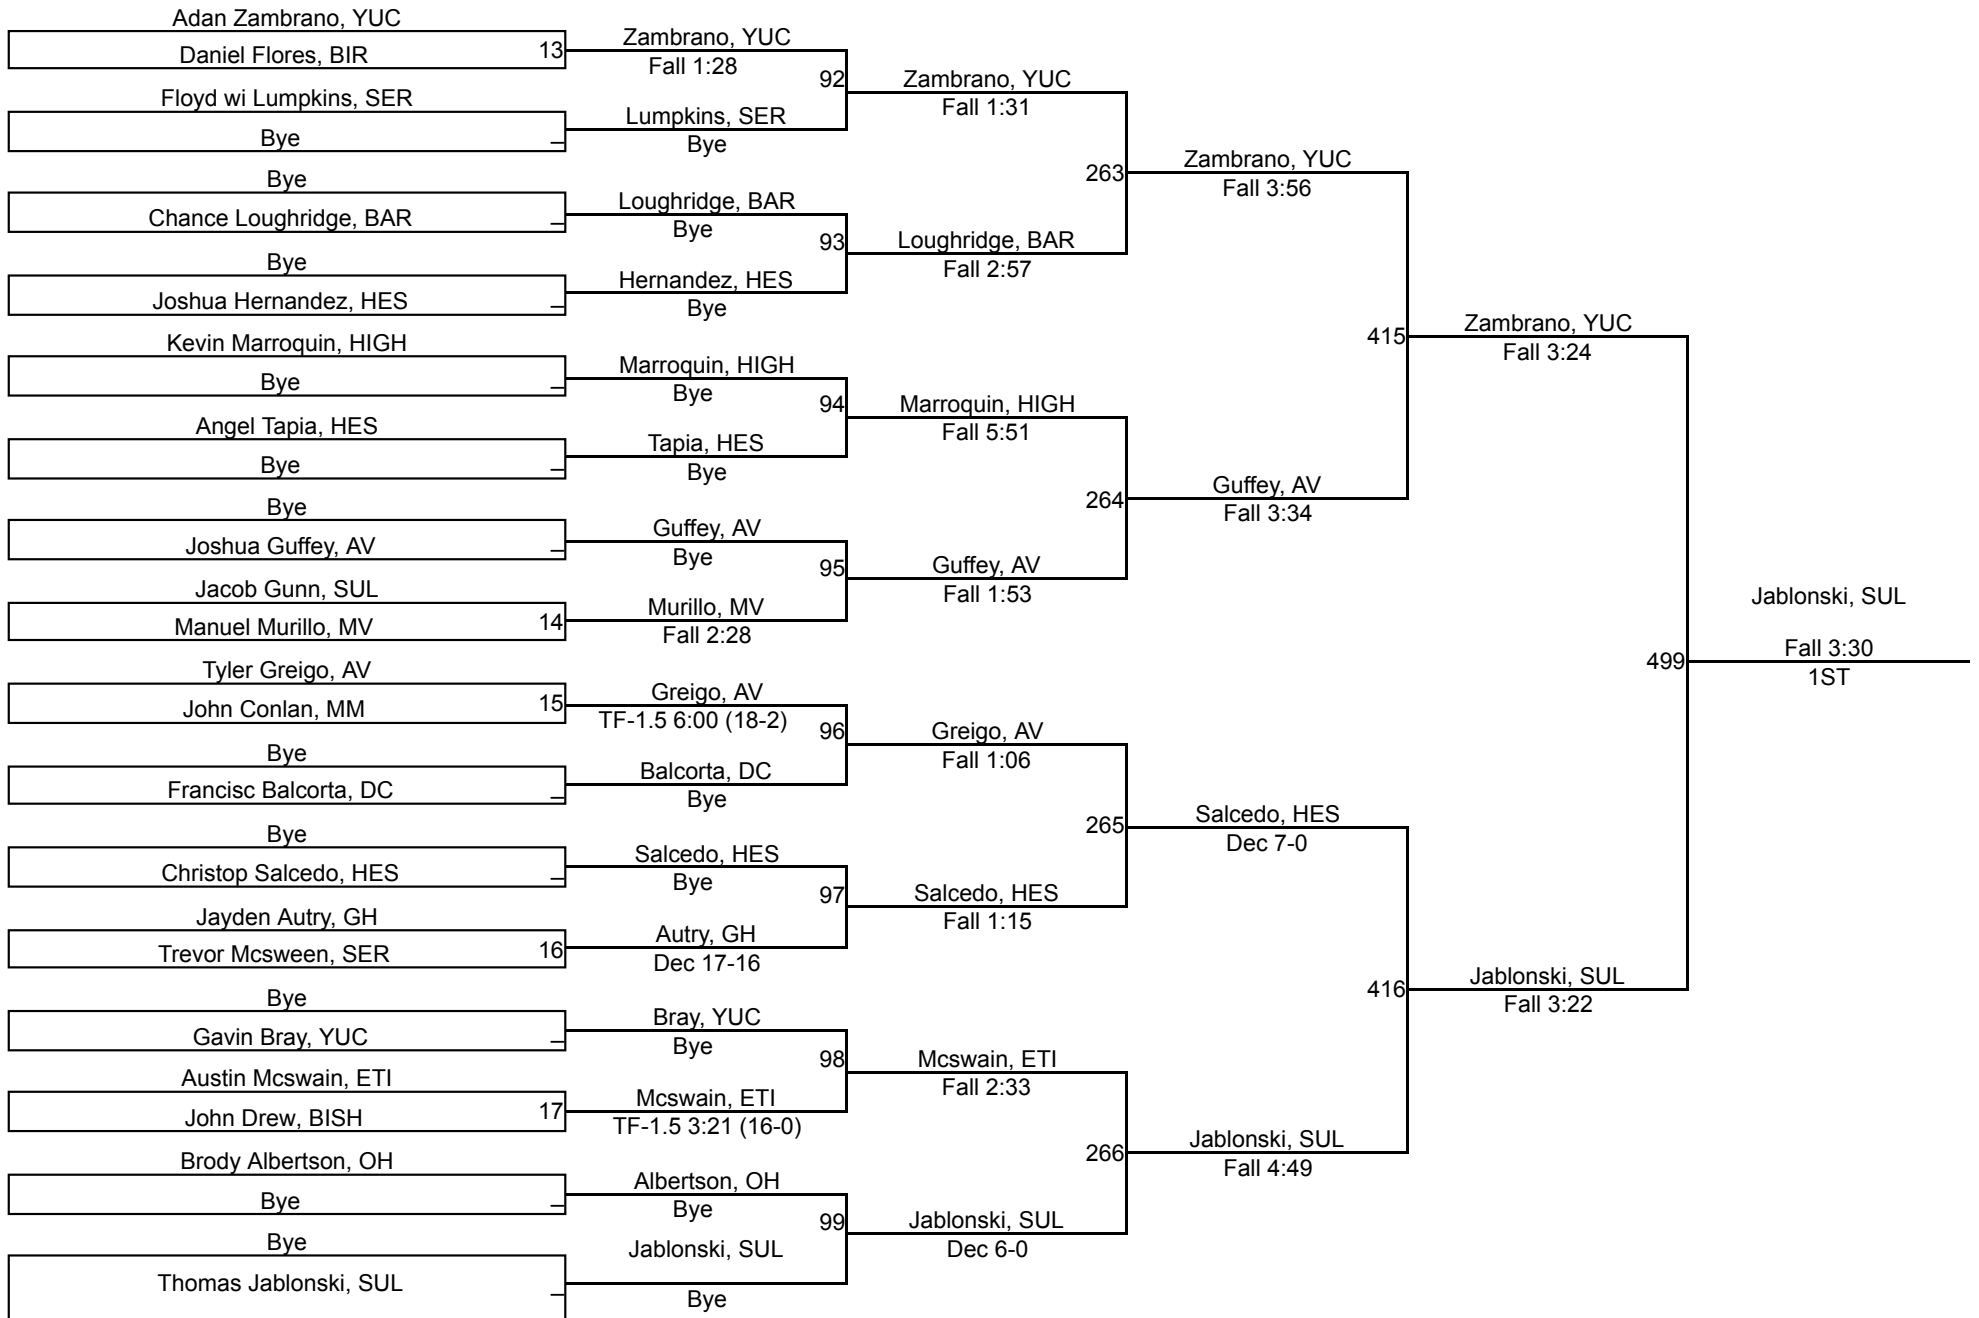 Adan Zambrano, YUC
Daniel Flores, BIR
13
Floyd wi Lumpkins, SER
Bye
_
Bye
Chance Loughridge, BAR
_
Bye
Joshua Hernandez, HES
_
Kevin Marroquin, HIGH
Bye
_
Angel Tapia, HES
Bye
_
Bye
Joshua Guffey, AV
_
Jacob Gunn, SUL
Manuel Murillo, MV
14
Tyler Greigo, AV
John Conlan, MM
15
Bye
Francisc Balcorta, DC
_
Bye
Christop Salcedo, HES
_
Jayden Autry, GH
Trevor Mcsween, SER
16
Bye
Gavin Bray, YUC
_
Austin Mcswain, ETI
John Drew, BISH
17
Brody Albertson, OH
Bye
_
Bye
Thomas Jablonski, SUL
_
Zambrano, YUC
Fall 1:28
92
Lumpkins, SER
Bye
Loughridge, BAR
Bye
93
Hernandez, HES
Bye
Marroquin, HIGH
Bye
94
Tapia, HES
Bye
Guffey, AV
Bye
95
Murillo, MV
Fall 2:28
Greigo, AV
TF-1.5 6:00 (18-2)
96
Balcorta, DC
Bye
Salcedo, HES
Bye
97
Autry, GH
Dec 17-16
Bray, YUC
Bye
98
Mcswain, ETI
TF-1.5 3:21 (16-0)
Albertson, OH
Bye
99
Jablonski, SUL
Bye
Zambrano, YUC
Fall 1:31
263
Loughridge, BAR
Fall 2:57
Marroquin, HIGH
Fall 5:51
264
Guffey, AV
Fall 1:53
Greigo, AV
Fall 1:06
265
Salcedo, HES
Fall 1:15
Mcswain, ETI
Fall 2:33
266
Jablonski, SUL
Dec 6-0
Zambrano, YUC
Fall 3:56
415
Guffey, AV
Fall 3:34
Salcedo, HES
Dec 7-0
416
Jablonski, SUL
Fall 4:49
Zambrano, YUC
Fall 3:24
499
Jablonski, SUL
Fall 3:22
Jablonski, SUL
Fall 3:30
1ST